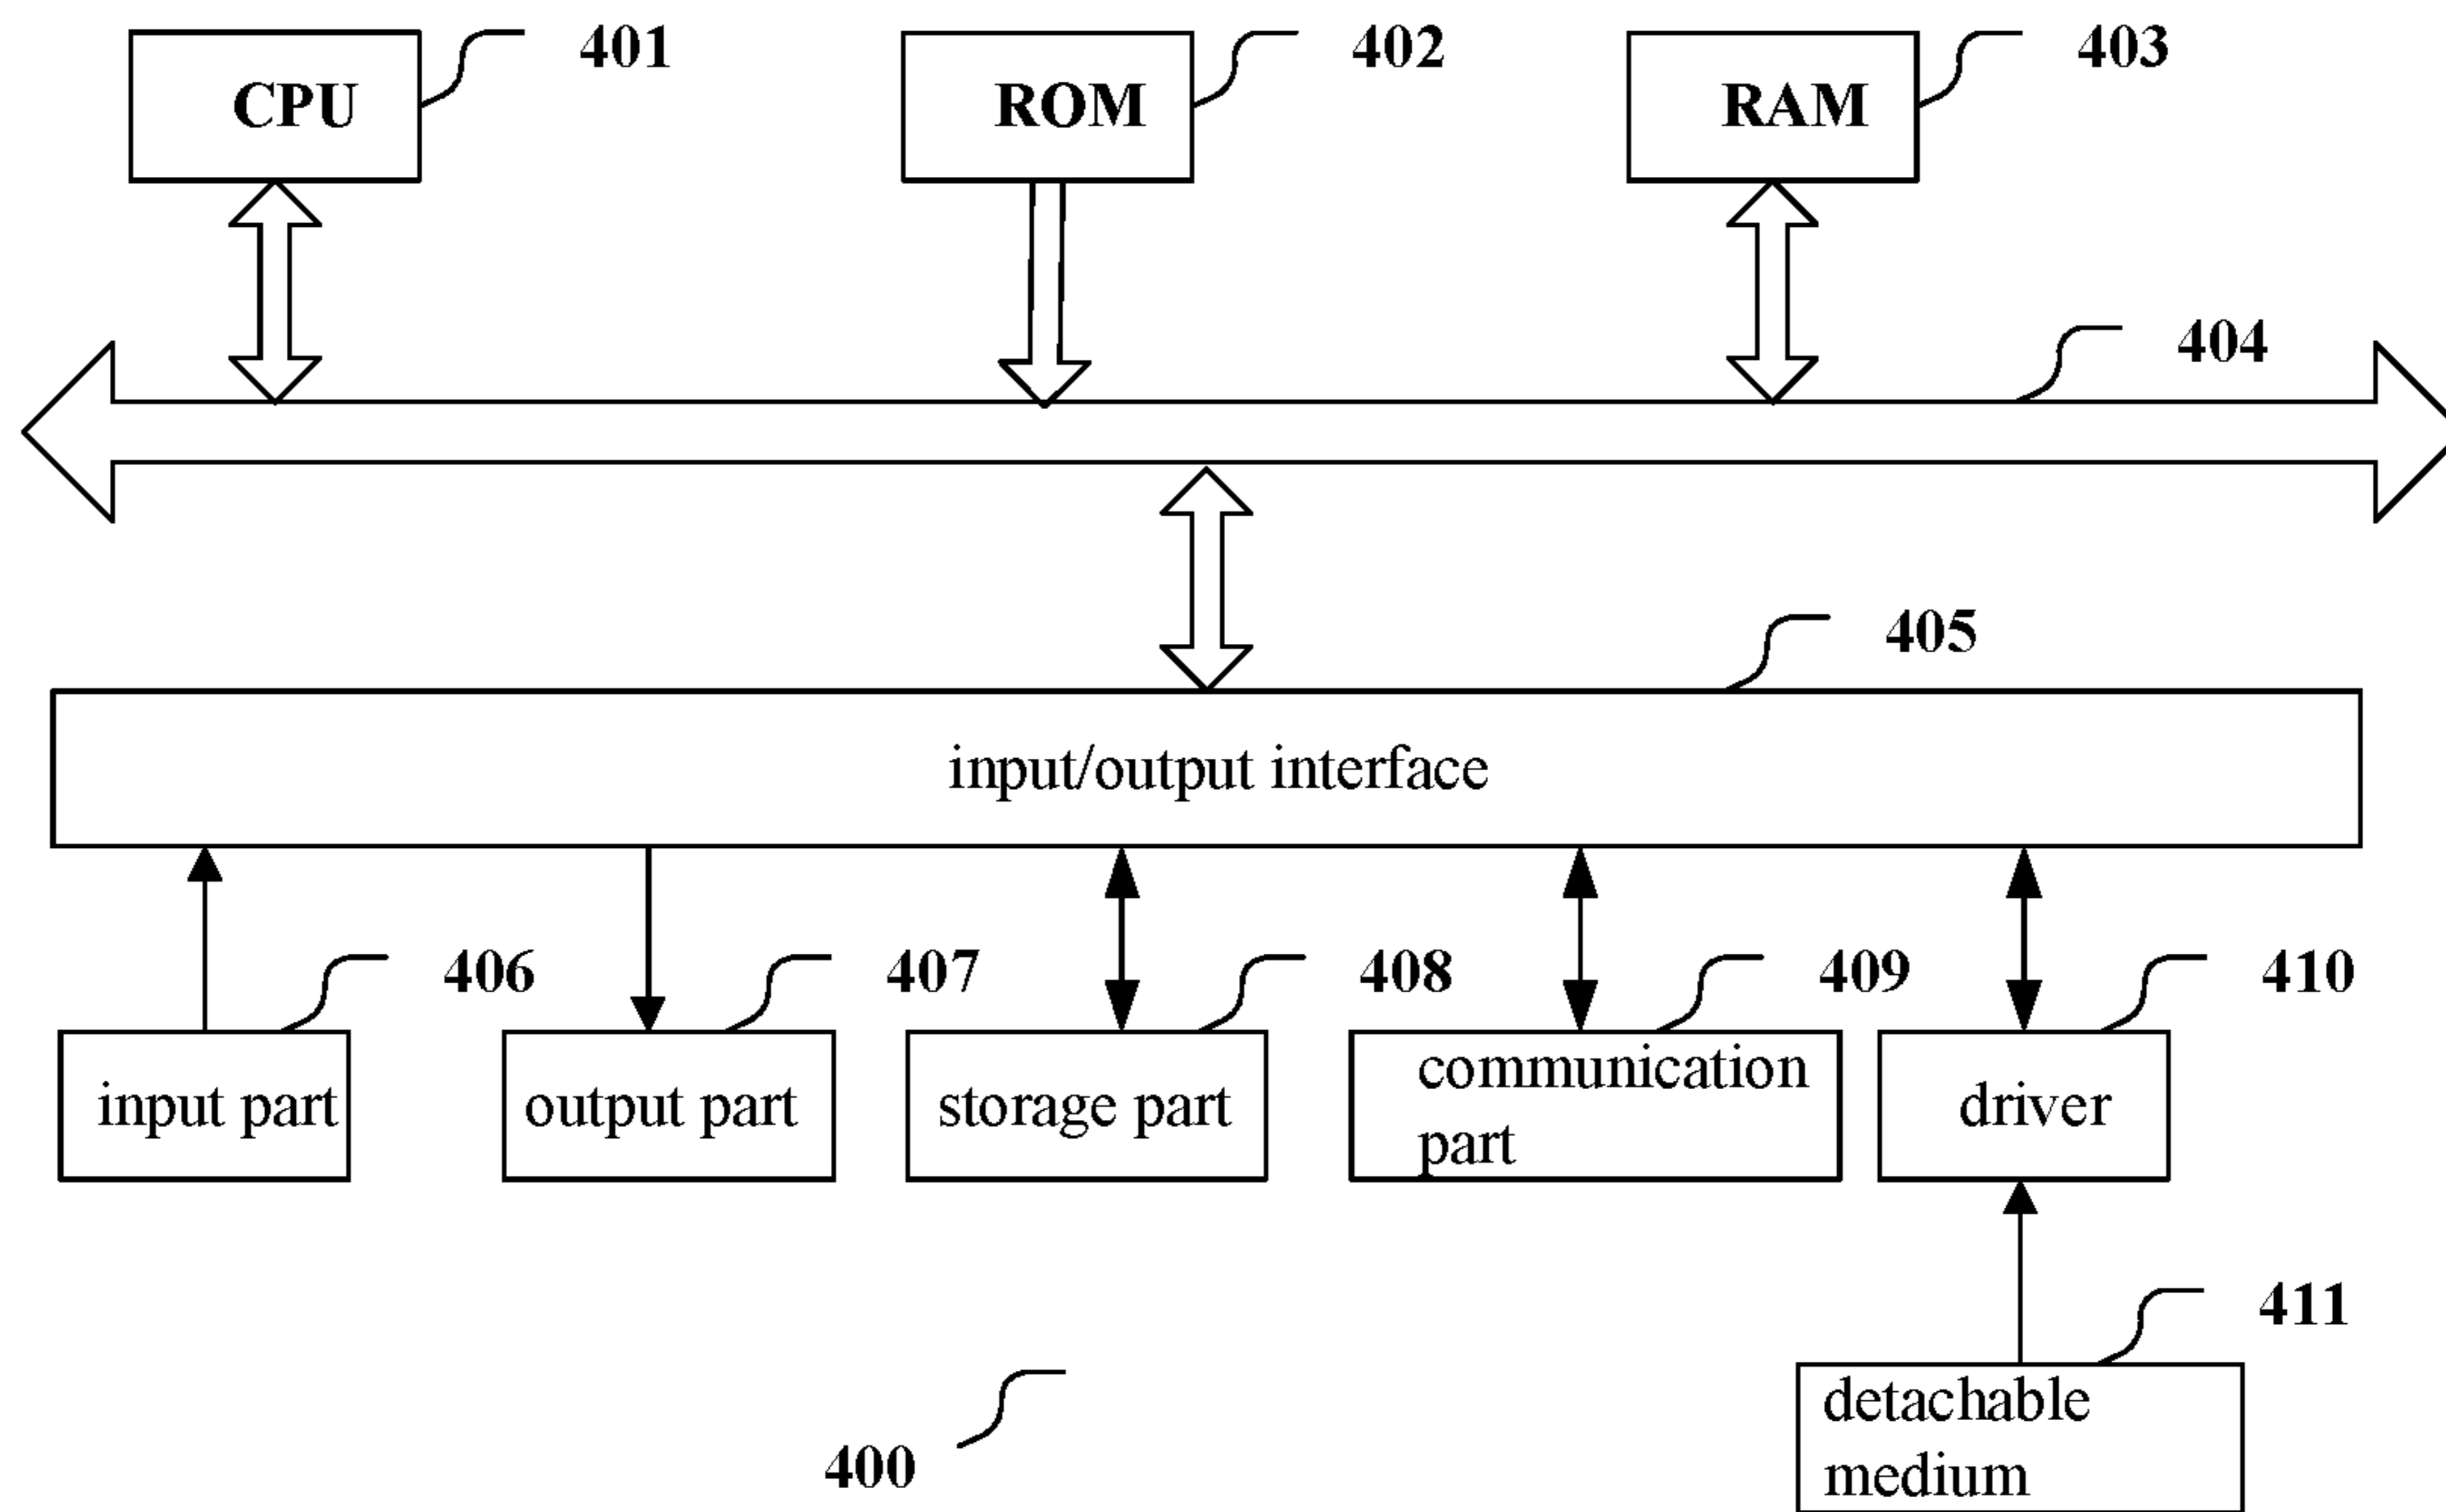 CPU
401
ROM
402
RAM
403
404
405
input/output interface
406
407
408
409
410
input part
output part
storage part
communication
part
driver
411
detachable
medium
400